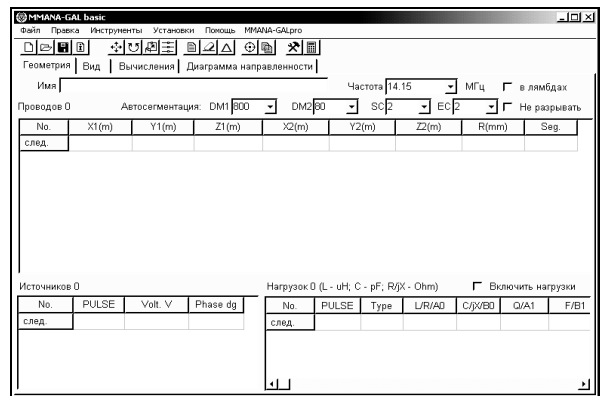 MMANA-GAL basic
Файл Правка Инструменты Установки Помощь MMANA-GALpro
Геометрия Вид Вычисления Диаграмма направленности
Имя Частота 14.15 МГц в лямбдах
Проводов 0 Автосегментация: DM1 800 DM2 80 SC 2 EC 2 Не разрывать
No. X1(m) Y1(m) Z1(m) X2(m) Y2(m) Z2(m) R(mm) Seg.
след.
Источников 0 Нагрузок 0 (L - uH; C - pF; R/jX - Ohm) Включить нагрузки
No. PULSE Volt. V Phase dg No. PULSE Type L/R/A0 C/jX/B0 Q/A1 F/B1
след. след.